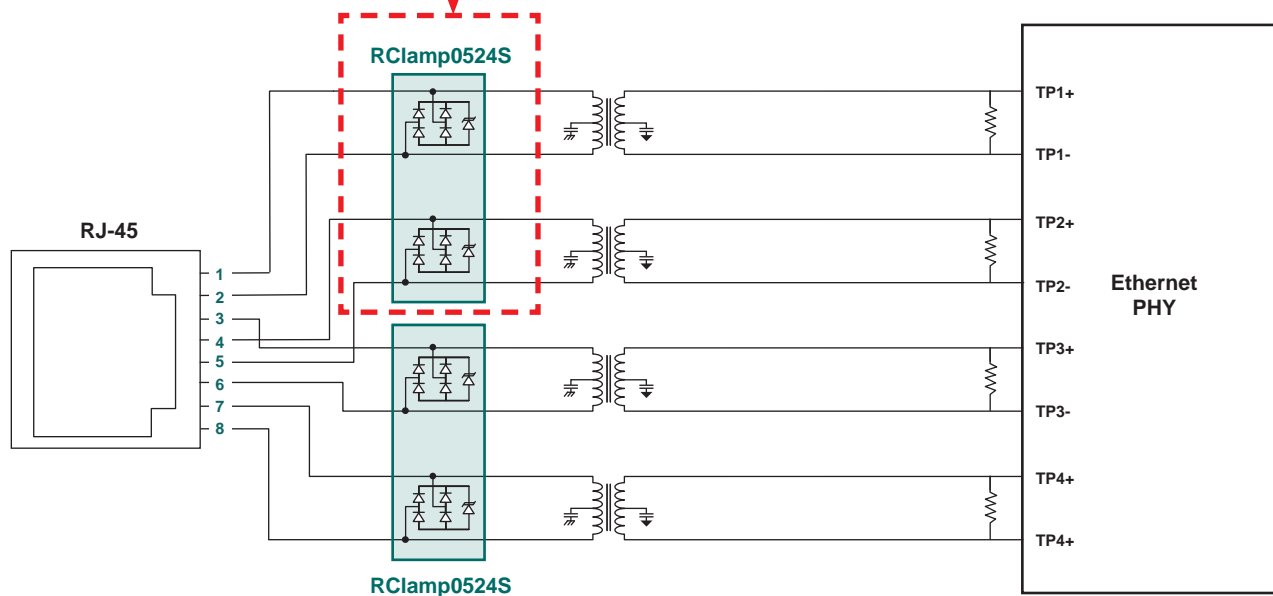 RClamp0524S
RJ-45
1
2
3
4
5
6
7
8
TP1+
TP1-
TP2+
TP2-
TP3+
TP3-
TP4+
TP4+
Ethernet
PHY
RClamp0524S